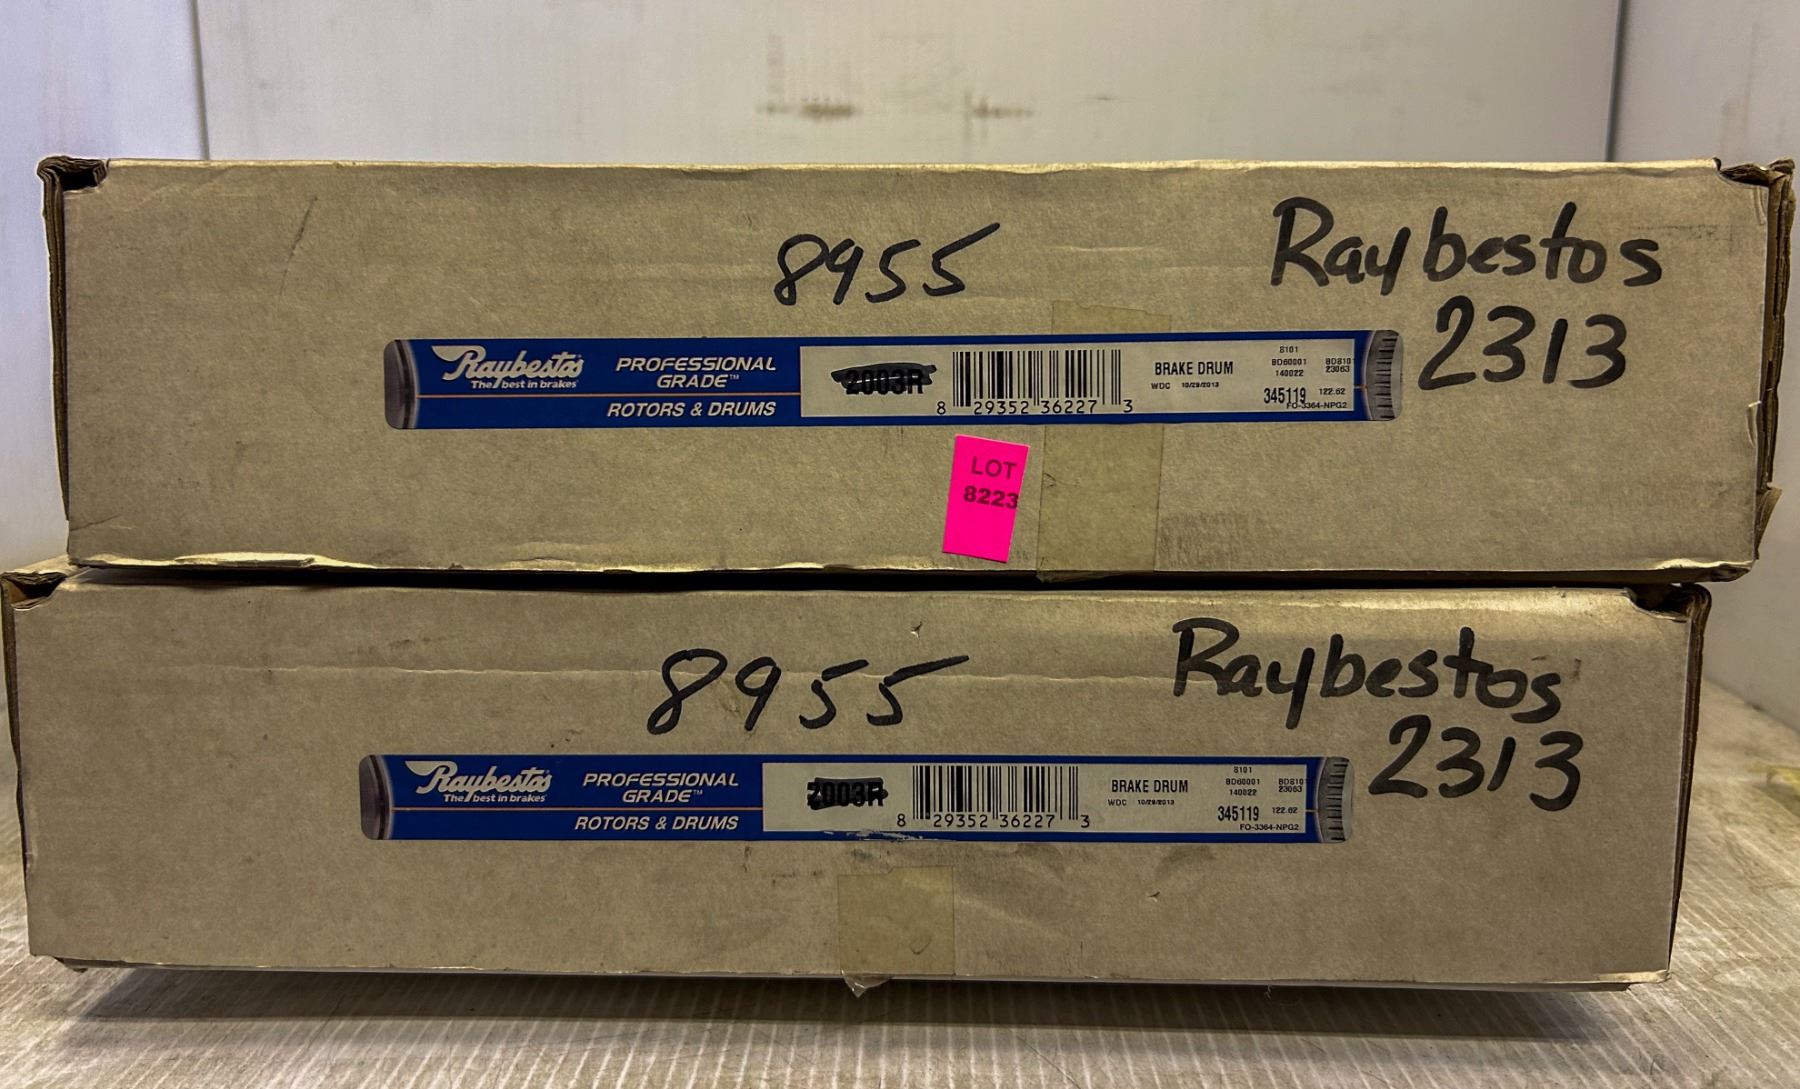 8955
Raybestos
2313
Raybestos
The best in brakes
PROFESSIONAL
GRADE™
ROTORS & DRUMS
2003R
8 29352 36227 3
BRAKE DRUM
WDC 10/29/2013
8101
BD60001
140022
345119
BD8101
23063
122.62
FO-3364-NPG2
LOT
8223
8955
Raybestos
2313
Raybestos
The best in brakes
PROFESSIONAL
GRADE™
ROTORS & DRUMS
2003R
8 29352 36227 3
BRAKE DRUM
WDC 10/29/2013
8101
BD60001
140022
345119
BD8101
23063
122.62
FO-3364-NPG2